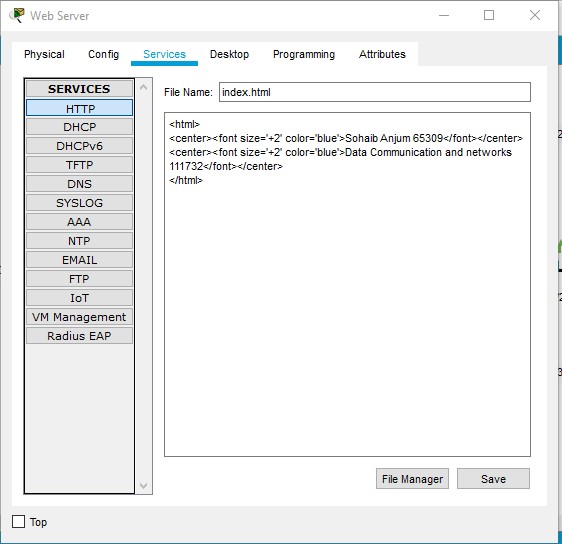 Web Server
Physical Config Services Desktop Programming Attributes
SERVICES
HTTP
DHCP
DHCPv6
TFTP
DNS
SYSLOG
AAA
NTP
EMAIL
FTP
IoT
VM Management
Radius EAP
File Name: index.html
<html>
<center><font size='+2' color='blue'>Sohaib Anjum 65309</font></center>
<center><font size='+2' color='blue'>Data Communication and networks
111732</font></center>
</html>
File Manager Save
Top